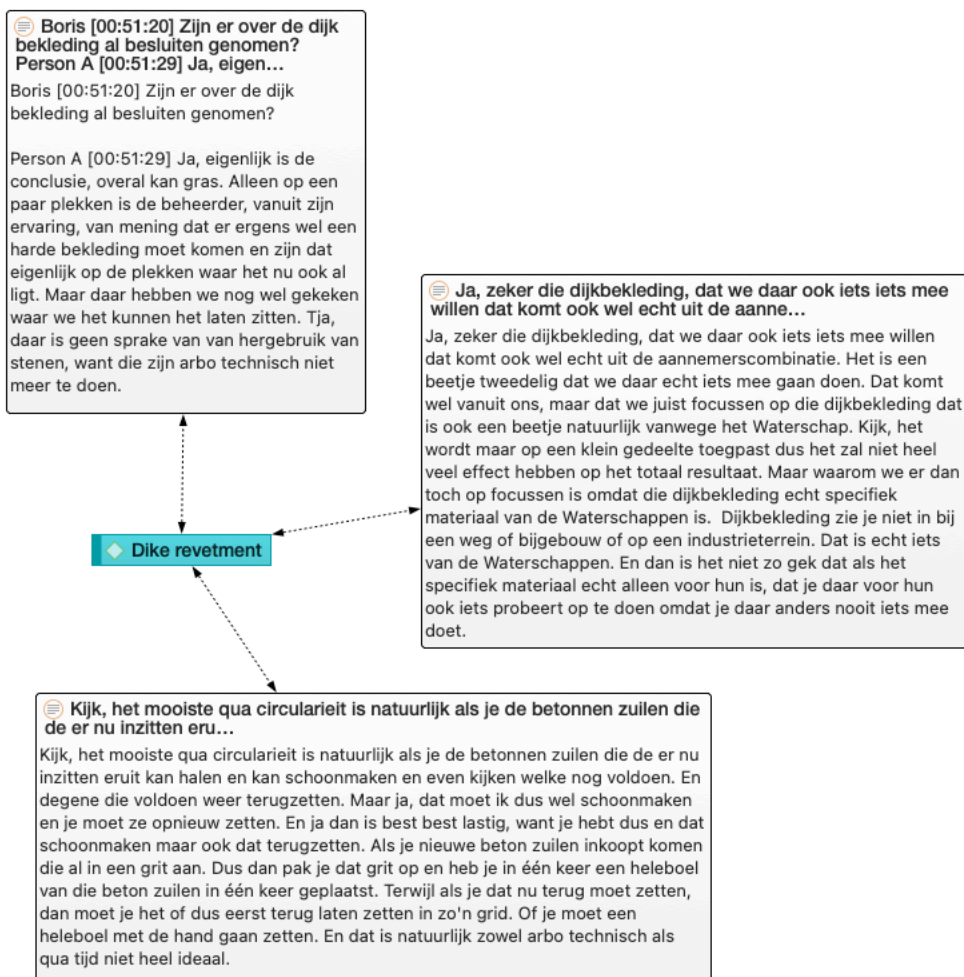 Boris [00:51:20] Zijn er over de dijk
bekleding al besluiten genomen?
Person A [00:51:29] Ja, eigen…
Boris [00:51:20] Zijn er over de dijk
bekleding al besluiten genomen?
Person A [00:51:29] Ja, eigenlijk is de
conclusie, overal kan gras. Alleen op een
paar plekken is de beheerder, vanuit zijn
ervaring, van mening dat er ergens wel een
harde bekleding moet komen en zijn dat
eigenlijk op de plekken waar het nu ook al
ligt. Maar daar hebben we nog wel gekeken
waar we het kunnen het laten zitten. Tja,
daar is geen sprake van van hergebruik van
stenen, want die zijn arbo technisch niet
meer te doen.
Ja, zeker die dijkbekleding, dat we daar ook iets iets mee
willen dat komt ook wel echt uit de aanne…
Ja, zeker die dijkbekleding, dat we daar ook iets iets mee willen
dat komt ook wel echt uit de aannemerscombinatie. Het is een
beetje tweedelig dat we daar echt iets mee gaan doen. Dat komt
wel vanuit ons, maar dat we juist focussen op die dijkbekleding dat
is ook een beetje natuurlijk vanwege het Waterschap. Kijk, het
wordt maar op een klein gedeelte toegpast dus het zal niet heel
veel effect hebben op het totaal resultaat. Maar waarom we er dan
toch op focussen is omdat die dijkbekleding echt specifiek
materiaal van de Waterschappen is.  Dijkbekleding zie je niet in bij
een weg of bijgebouw of op een industrieterrein. Dat is echt iets
van de Waterschappen. En dan is het niet zo gek dat als het
specifiek materiaal echt alleen voor hun is, dat je daar voor hun
ook iets probeert op te doen omdat je daar anders nooit iets mee
doet.
Dike revetment
Kijk, het mooiste qua circularieit is natuurlijk als je de betonnen zuilen die
de er nu inzitten eru…
Kijk, het mooiste qua circularieit is natuurlijk als je de betonnen zuilen die de er nu
inzitten eruit kan halen en kan schoonmaken en even kijken welke nog voldoen. En
degene die voldoen weer terugzetten. Maar ja, dat moet ik dus wel schoonmaken
en je moet ze opnieuw zetten. En ja dan is best best lastig, want je hebt dus en dat
schoonmaken maar ook dat terugzetten. Als je nieuwe beton zuilen inkoopt komen
die al in een grit aan. Dus dan pak je dat grit op en heb je in één keer een heleboel
van die beton zuilen in één keer geplaatst. Terwijl als je dat nu terug moet zetten,
dan moet je het of dus eerst terug laten zetten in zo'n grid. Of je moet een
heleboel met de hand gaan zetten. En dat is natuurlijk zowel arbo technisch als
qua tijd niet heel ideaal.